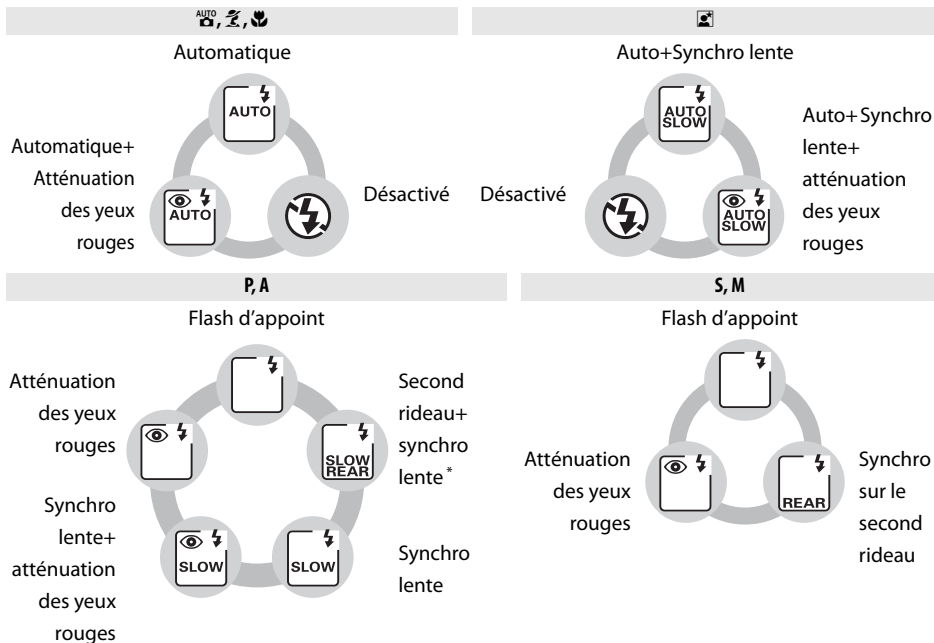 AUTO, ,
Automatique
AUTO
Automatique+
Atténuation
des yeux
rouges
AUTO
Désactivé
Auto+Synchro lente
AUTO
SLOW
Désactivé
Auto+ Synchro
lente+
atténuation
des yeux
rouges
AUTO
SLOW
P, A
Flash d'appoint
Atténuation
des yeux
rouges
Second
rideau+
synchro
lente*
SLOW
REAR
Synchro
lente+
atténuation
des yeux
rouges
SLOW
SLOW
Synchro
lente
S, M
Flash d'appoint
Atténuation
des yeux
rouges
REAR
Synchro
sur le
second
rideau